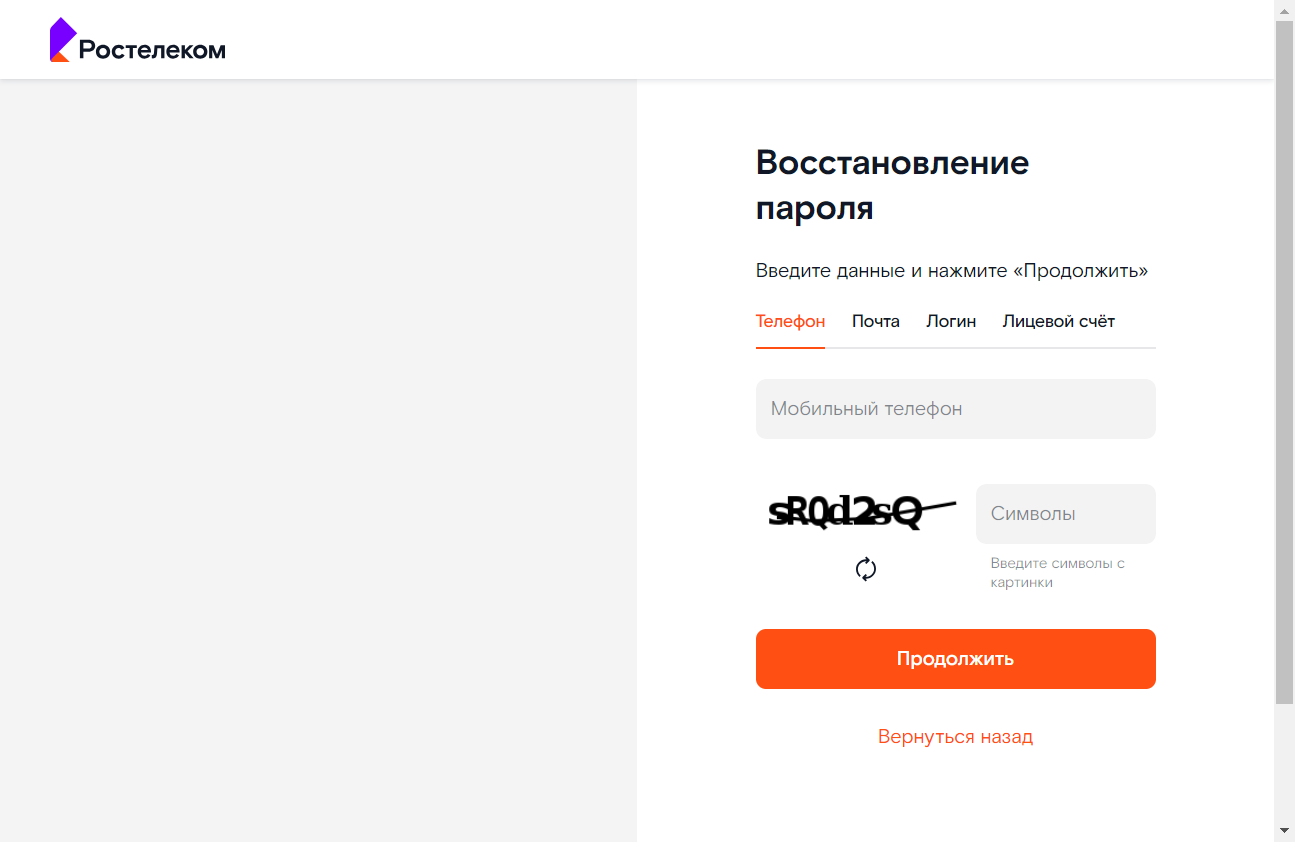 Ростелеком
Восстановление
пароля
Введите данные и нажмите «Продолжить»
Телефон Почта Логин Лицевой счёт
Мобильный телефон
Символы
Введите символы с
картинки
Продолжить
Вернуться назад